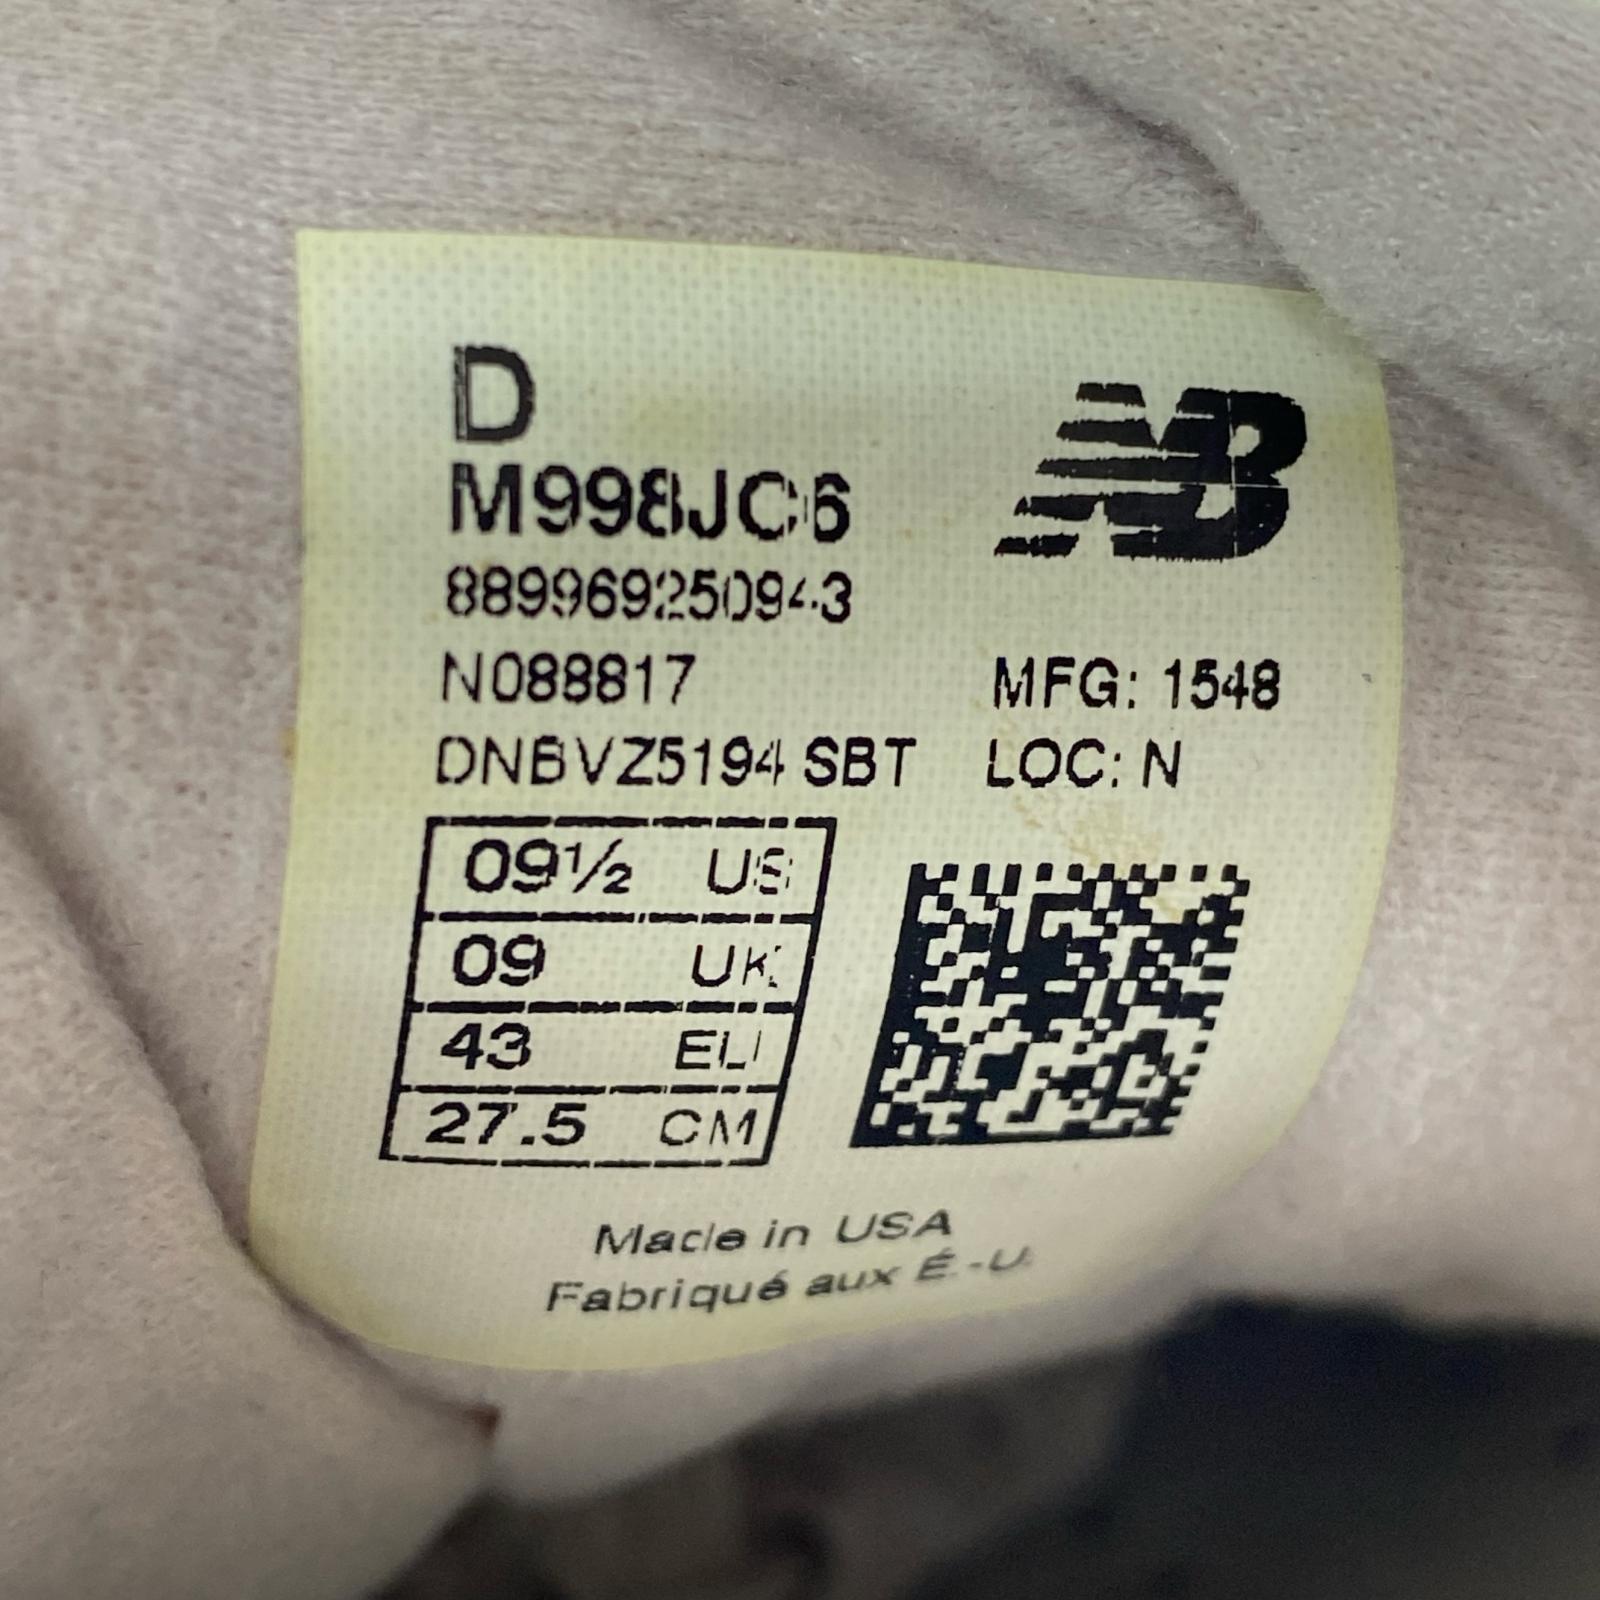 D
NB
M998JC6
889969250943
N088817 MFG: 1548
DNBVZ5194 SBT LOC: N
09½ US
09 UK
43 EU
27.5 CM
Made in USA
Fabriqué aux É.-U.